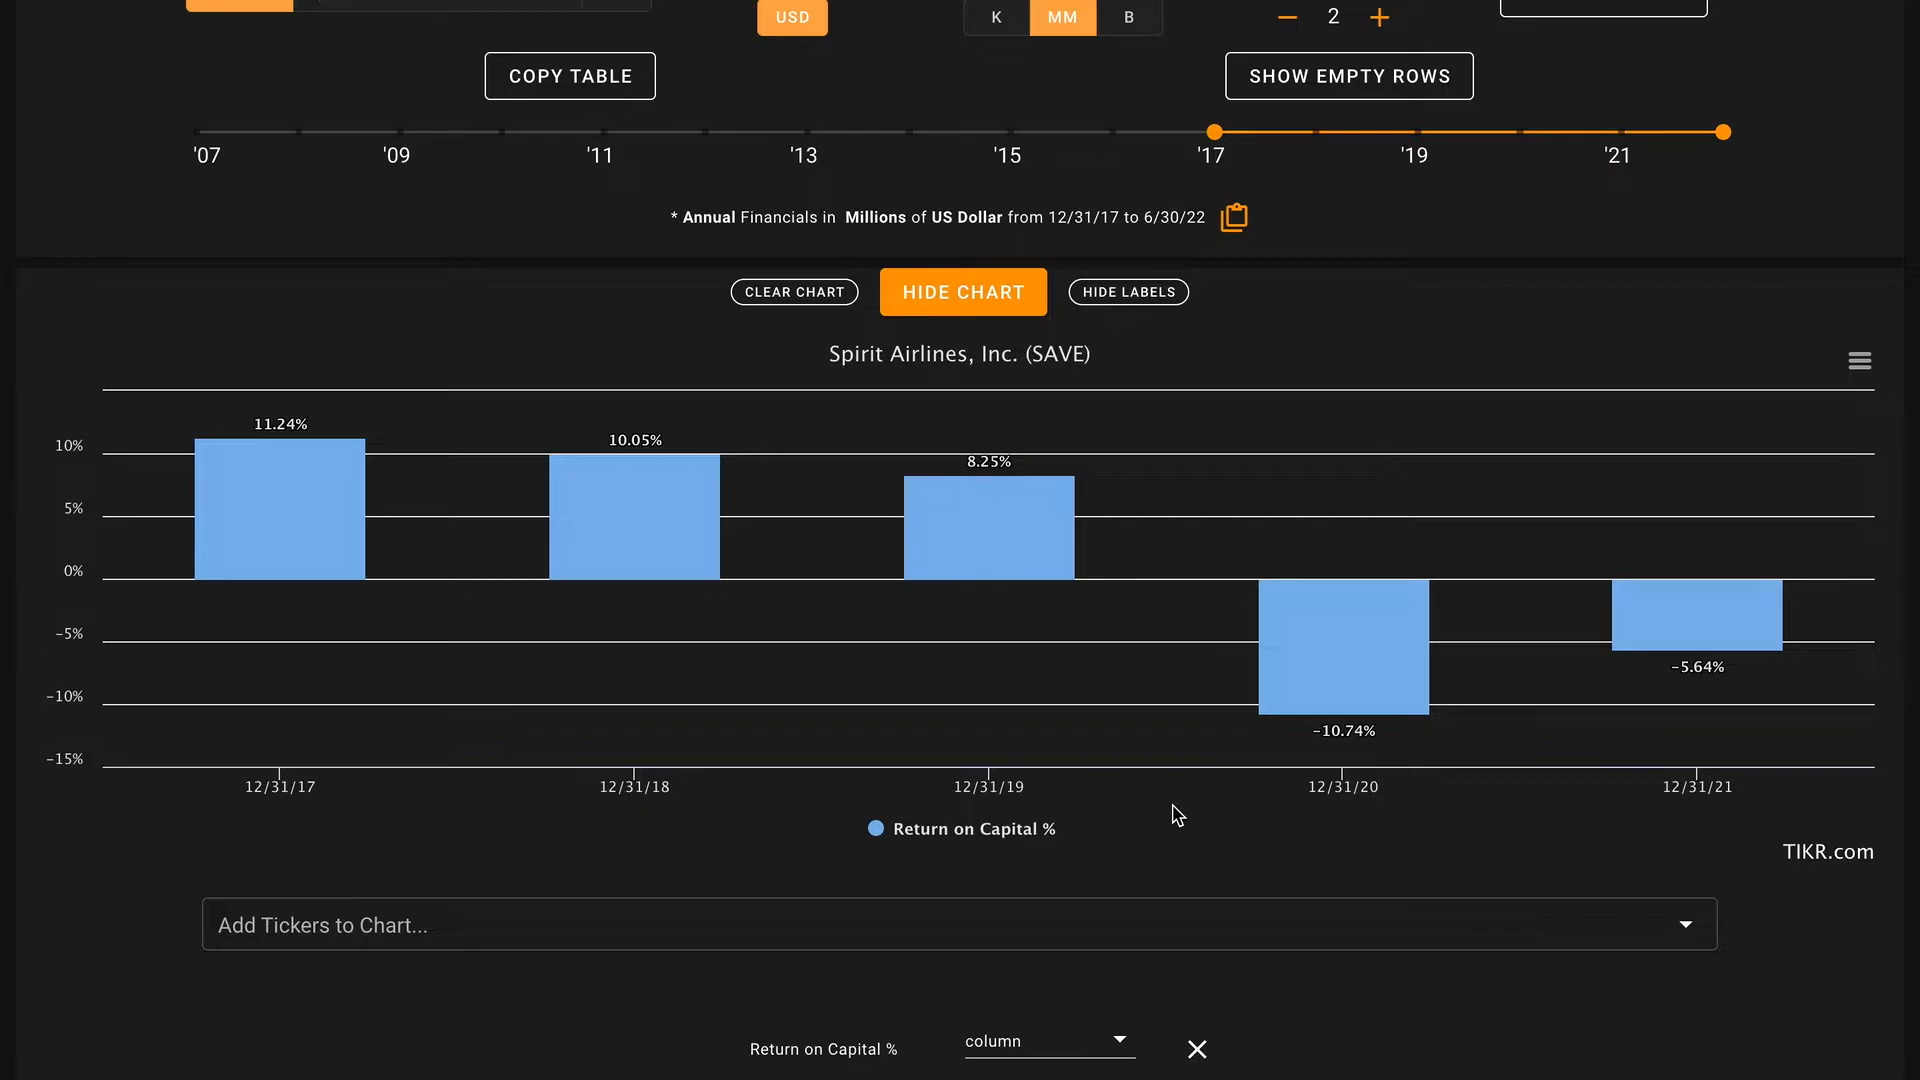 USD
K MM B
2
COPY TABLE
SHOW EMPTY ROWS
'07 '09 '11 '13 '15 '17 '19 '21
* Annual Financials in Millions of US Dollar from 12/31/17 to 6/30/22
CLEAR CHART
HIDE CHART
HIDE LABELS
Spirit Airlines, Inc. (SAVE)
11.24%
10.05%
8.25%
-10.74%
-5.64%
10%
5%
0%
-5%
-10%
-15%
12/31/17 12/31/18 12/31/19 12/31/20 12/31/21
Return on Capital %
TIKR.com
Add Tickers to Chart...
Return on Capital % column